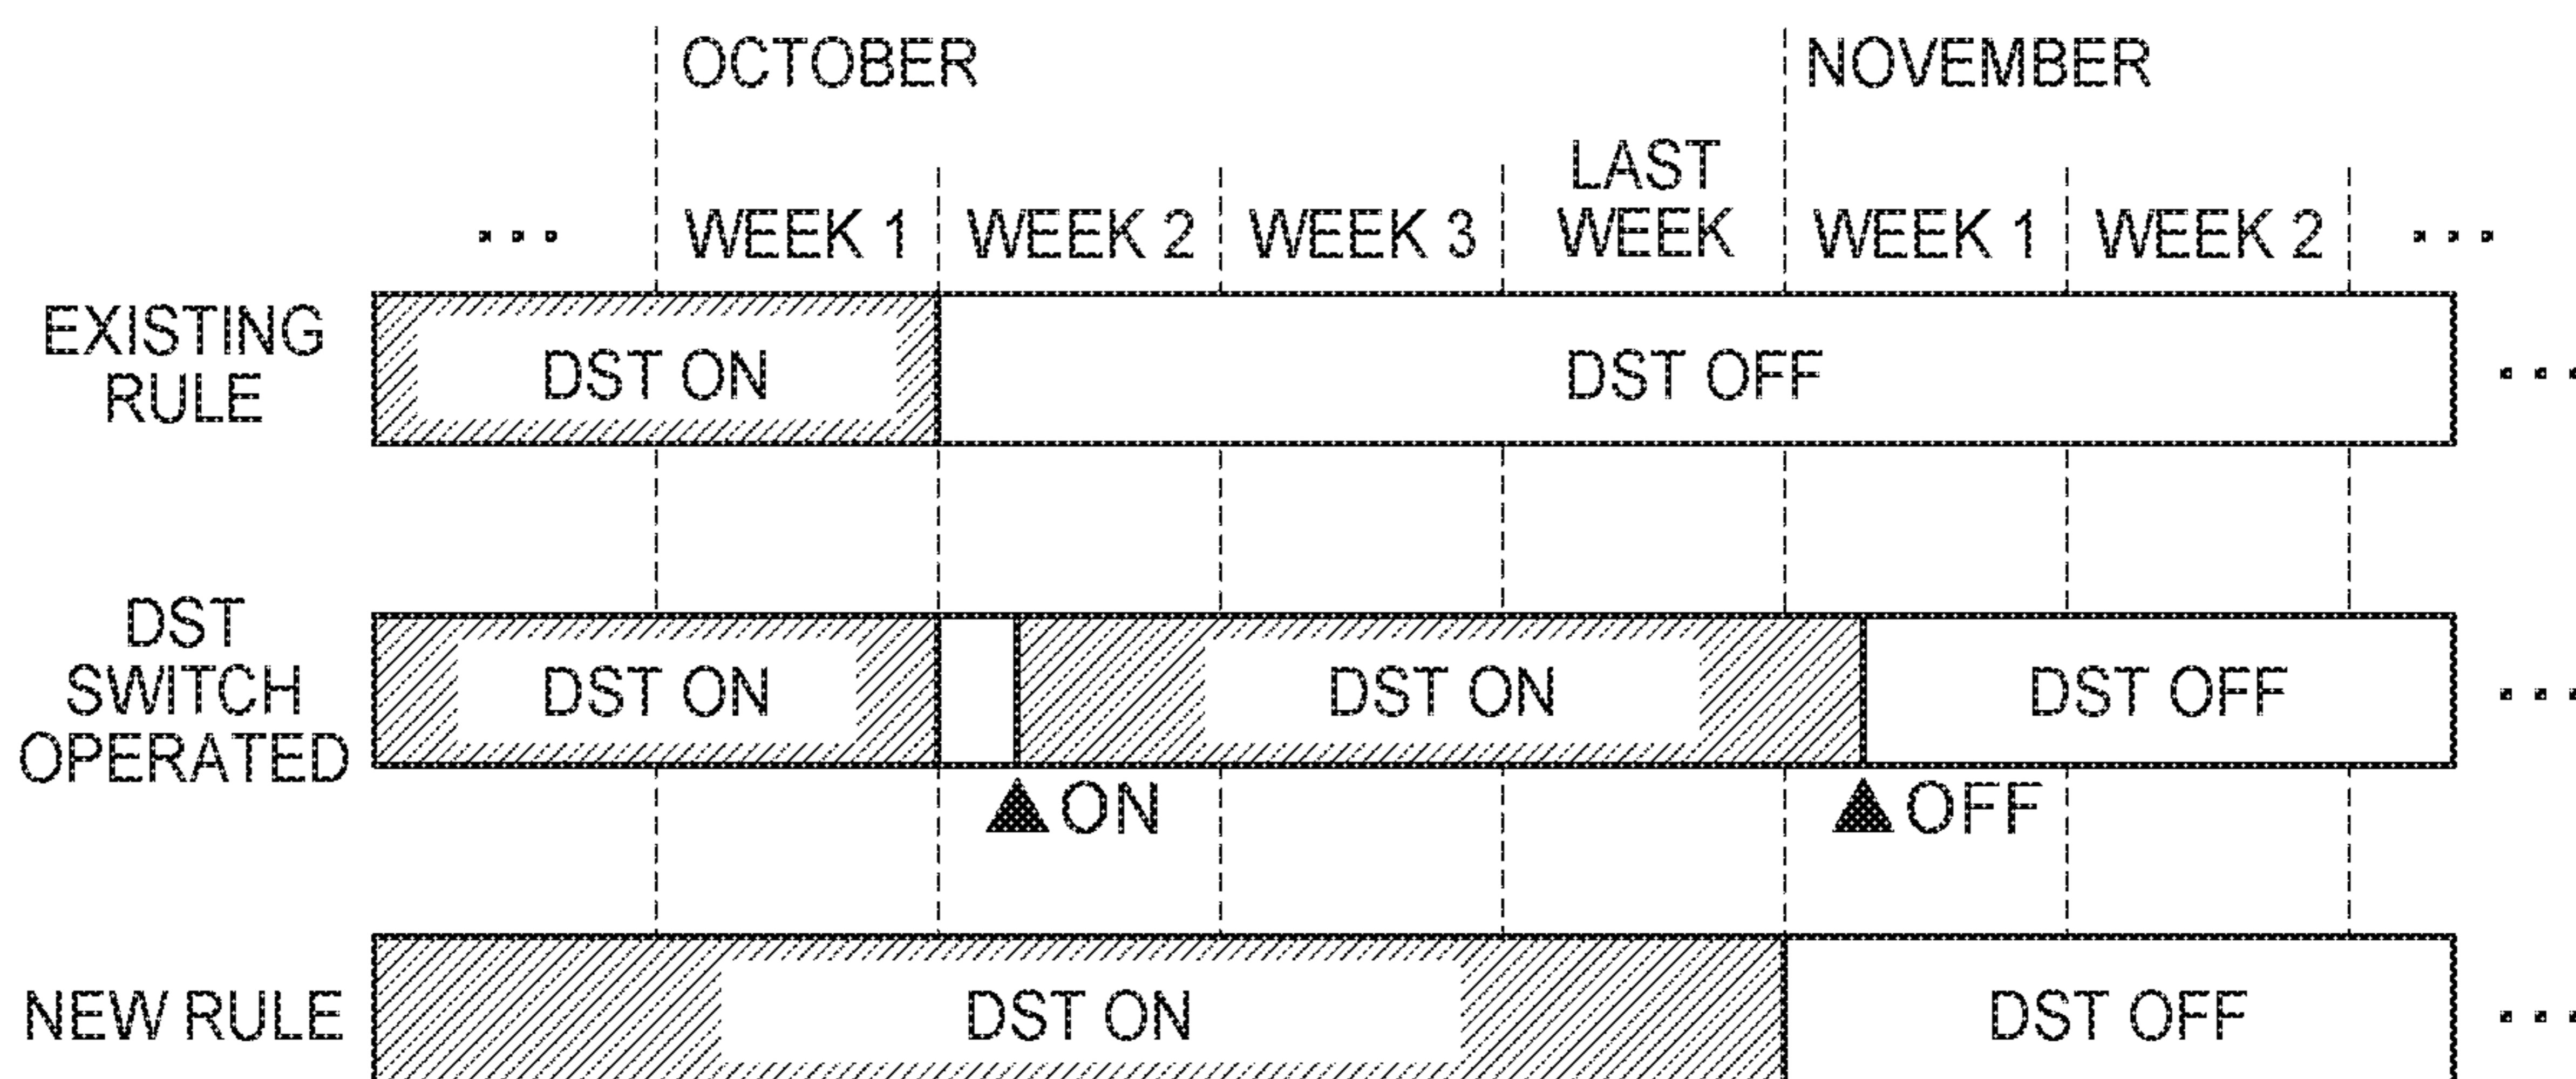 OCTOBER
NOVEMBER
... WEEK 1 WEEK 2 WEEK 3 LAST WEEK WEEK 1 WEEK 2 ...
EXISTING
RULE
DST ON
DST OFF
...
DST
SWITCH
OPERATED
DST ON
DST ON
DST OFF
...
ON
OFF
NEW RULE
DST ON
DST OFF
...